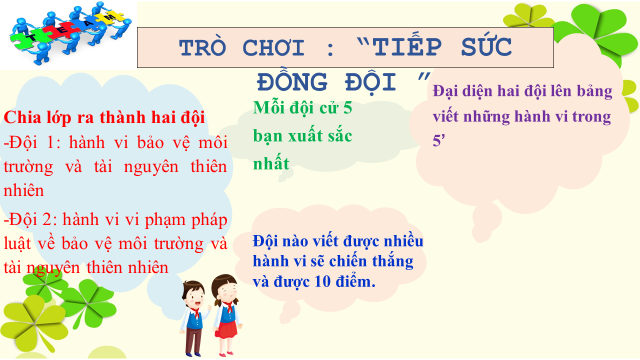 TEAM
TRÒ CHƠI : “TIẾP SỨC
ĐỒNG ĐỘI ”
Chia lớp ra thành hai đội
-Đội 1: hành vi bảo vệ môi
trường và tài nguyên thiên
nhiên
-Đội 2: hành vi vi phạm pháp
luật về bảo vệ môi trường và
tài nguyên thiên nhiên
Mỗi đội cử 5
bạn xuất sắc
nhất
Đại diện hai đội lên bảng
viết những hành vi trong
5’
Đội nào viết được nhiều
hành vi sẽ chiến thắng
và được 10 điểm.